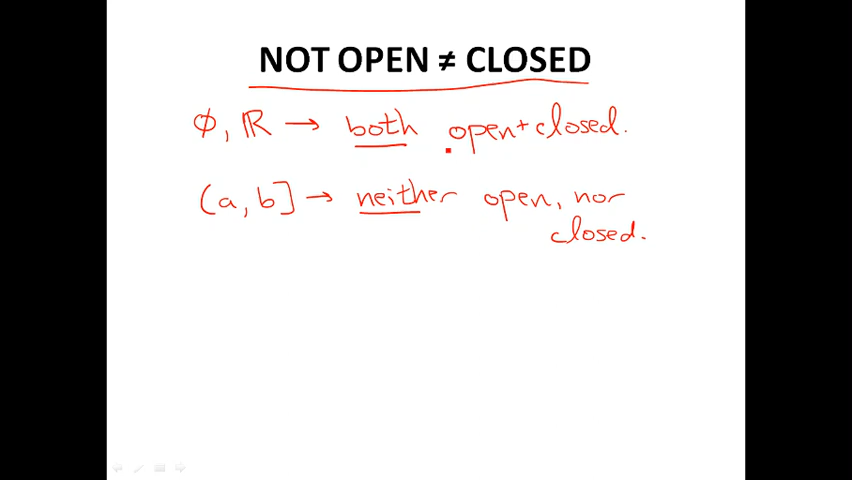 NOT OPEN ≠ CLOSED
∅, ℝ → both open + closed.
(a, b] → neither open, nor
closed.